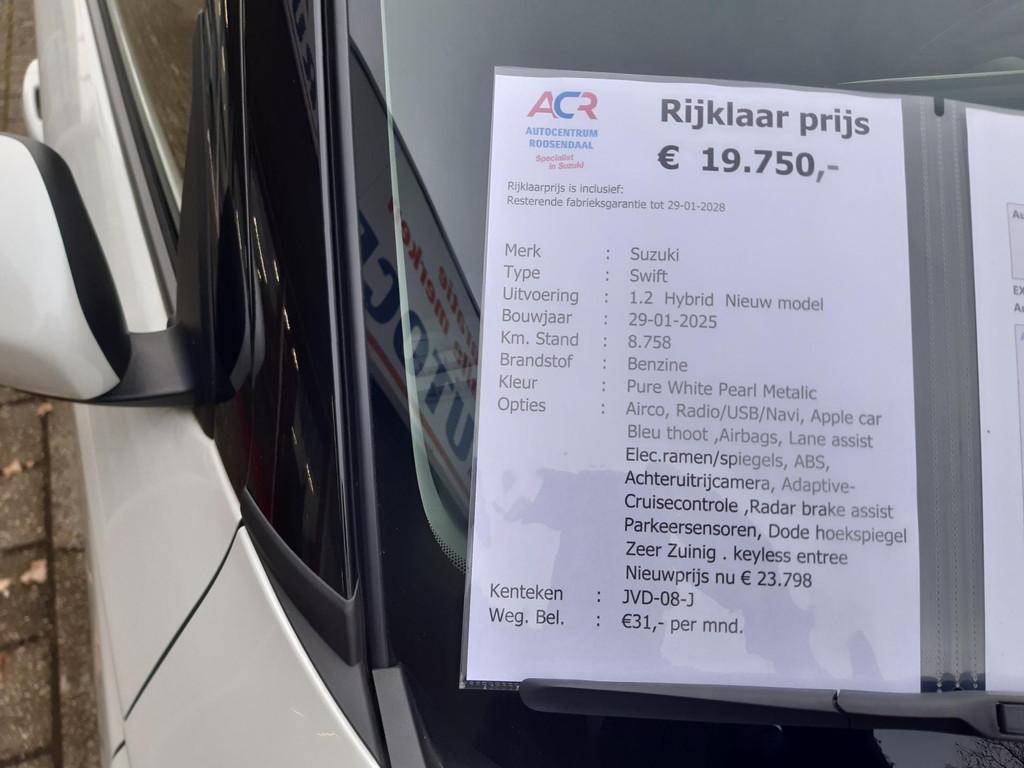 ACR
AUTOCENTRUM
ROOSENDAAL
Specialist
in Suzuki
Rijklaar prijs
€ 19.750,-
Rijklaarprijs is inclusief:
Resterende fabrieksgarantie tot 29-01-2028
Merk : Suzuki
Type : Swift
Uitvoering : 1.2 Hybrid Nieuw model
Bouwjaar : 29-01-2025
Km. Stand : 8.758
Brandstof : Benzine
Kleur : Pure White Pearl Metalic
Opties : Airco, Radio/USB/Navi, Apple car
Bleu thoot ,Airbags, Lane assist
Elec.ramen/spiegels, ABS,
Achteruitrijcamera, Adaptive-
Cruisecontrole ,Radar brake assist
Parkeersensoren, Dode hoekspiegel
Zeer Zuinig . keyless entree
Nieuwprijs nu € 23.798
Kenteken : JVD-08-J
Weg. Bel. : €31,- per mnd.